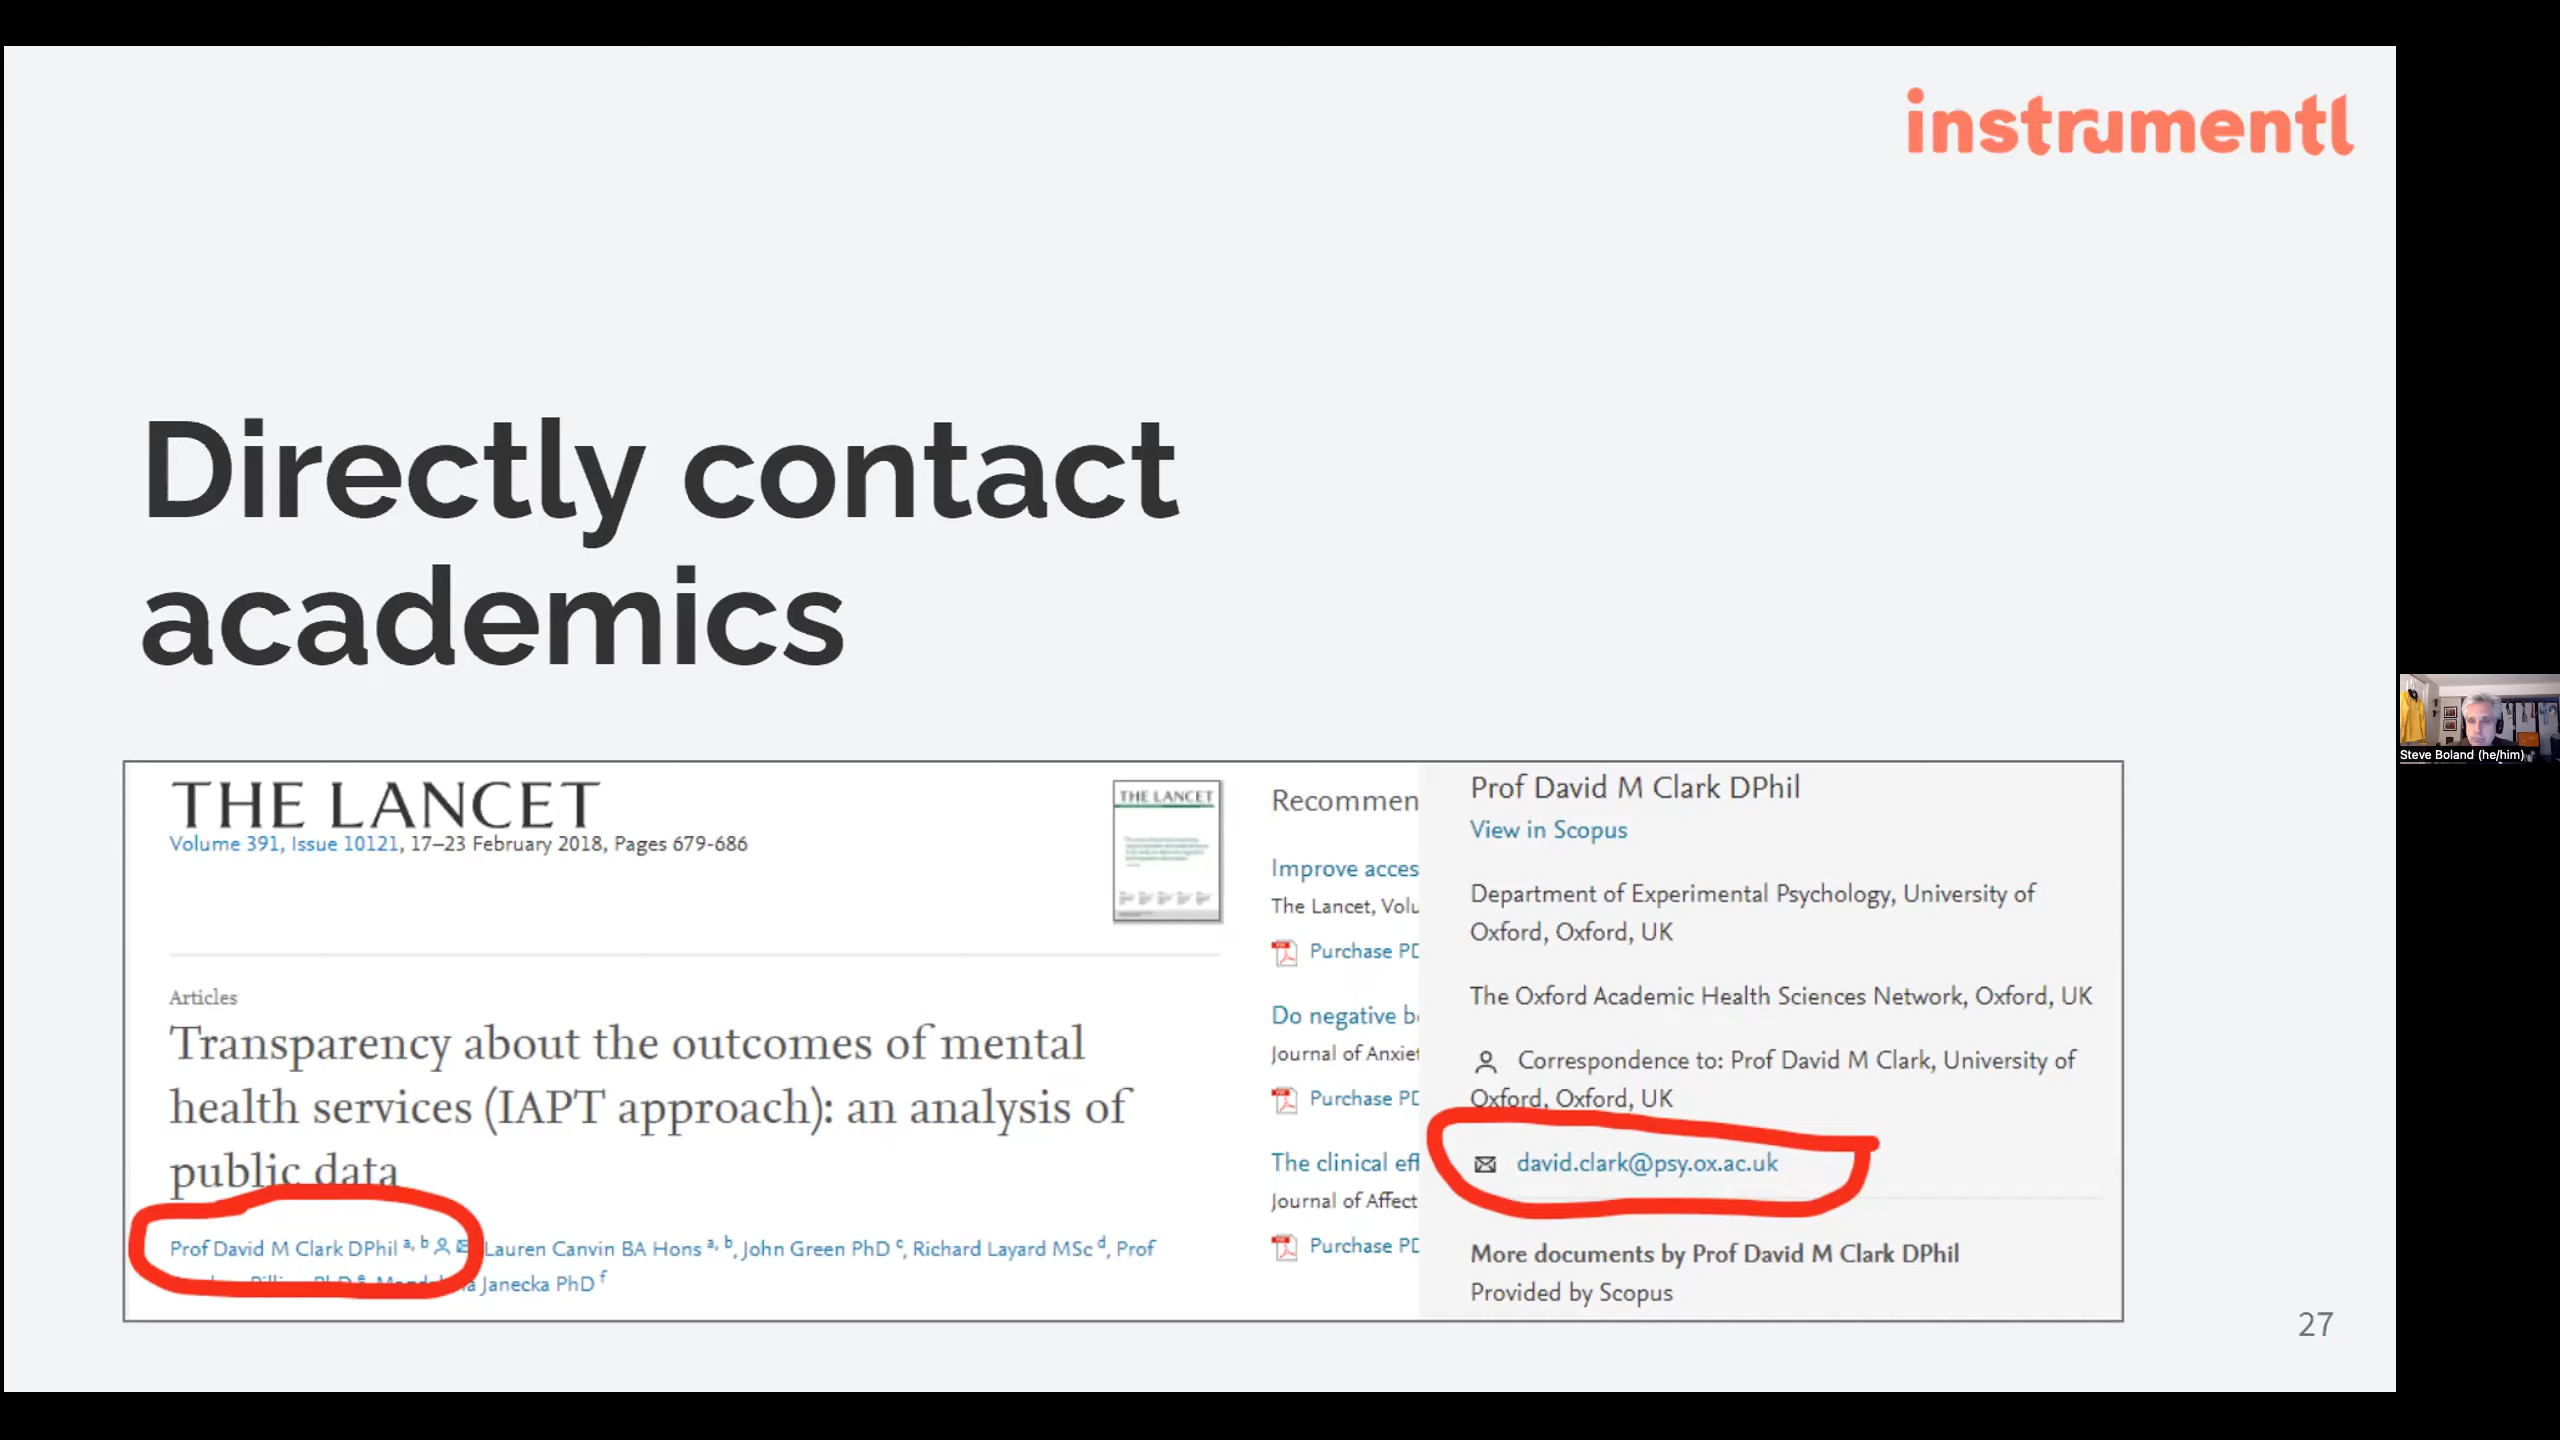 instrumentl
Directly contact
academics
THE LANCET
Volume 391, Issue 10121, 17–23 February 2018, Pages 679-686
THE LANCET
Articles
Transparency about the outcomes of mental
health services (IAPT approach): an analysis of
public data
Prof David M Clark DPhil a, b Lauren Canvin BA Hons a, b, John Green PhD c, Richard Layard MSc d, Prof
PhD e, Janecka PhD f
Recommen
Improve acces
The Lancet, Volu
Purchase PD
Do negative b
Journal of Anxiet
Purchase PD
The clinical eff
Journal of Affect
Purchase PD
Prof David M Clark DPhil
View in Scopus
Department of Experimental Psychology, University of
Oxford, Oxford, UK
The Oxford Academic Health Sciences Network, Oxford, UK
Correspondence to: Prof David M Clark, University of
Oxford, Oxford, UK
david.clark@psy.ox.ac.uk
More documents by Prof David M Clark DPhil
Provided by Scopus
27
Steve Boland (he/him)